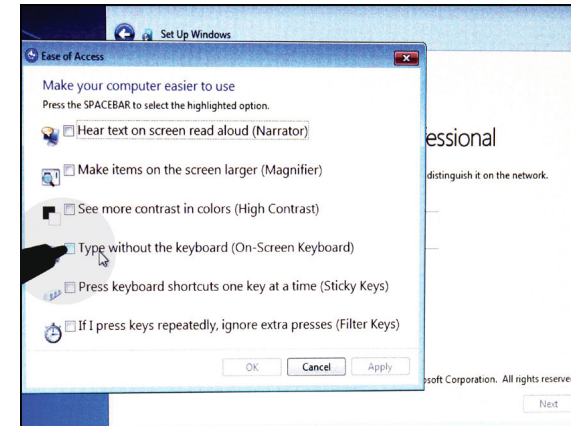 Set Up Windows
Ease of Access
Make your computer easier to use
Press the SPACEBAR to select the highlighted option.
Hear text on screen read aloud (Narrator)
Make items on the screen larger (Magnifier)
See more contrast in colors (High Contrast)
Type without the keyboard (On-Screen Keyboard)
Press keyboard shortcuts one key at a time (Sticky Keys)
If I press keys repeatedly, ignore extra presses (Filter Keys)
OK Cancel Apply
essional
distinguish it on the network.
osoft Corporation. All rights reserve
Next